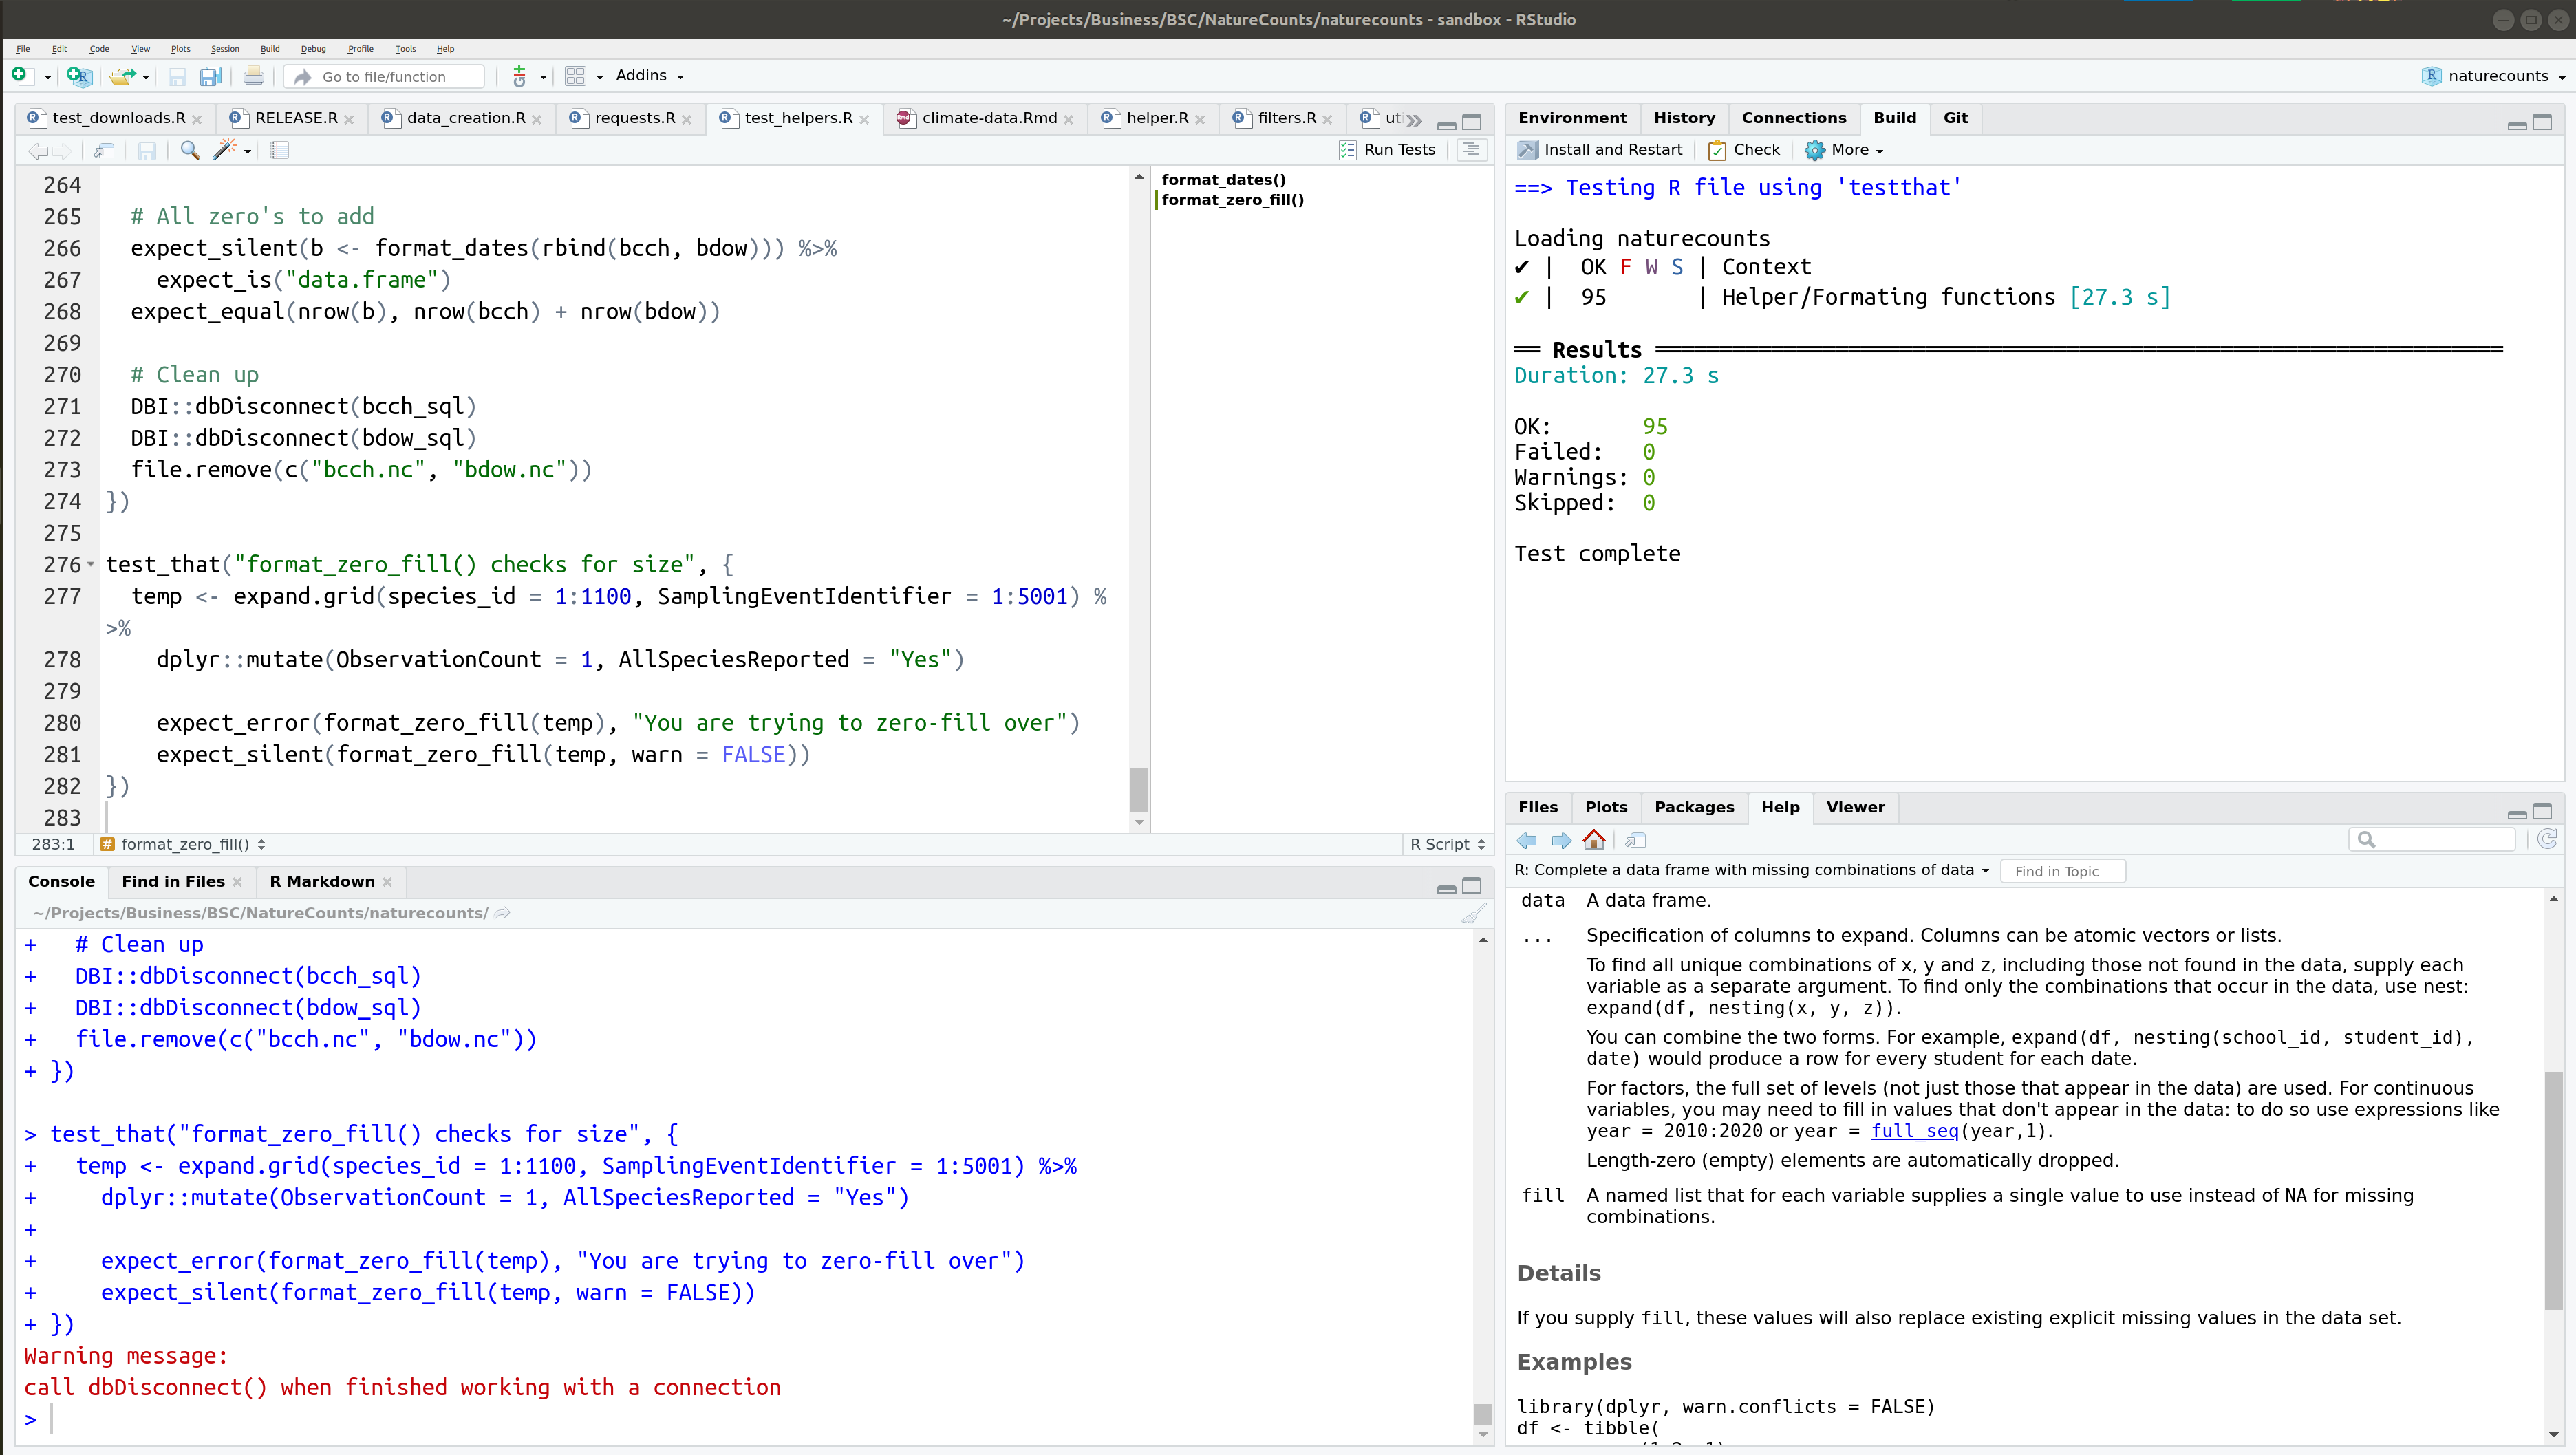 ~/Projects/Business/BSC/NatureCounts/naturecounts - sandbox - RStudio
File Edit Code View Plots Session Build Debug Profile Tools Help
Go to file/function Addins naturecounts
test_downloads.R RELEASE.R data_creation.R requests.R test_helpers.R climate-data.Rmd helper.R filters.R
Run Tests
264
265 # All zero's to add
266 expect_silent(b <- format_dates(rbind(bcch, bdow))) %>%
267 expect_is("data.frame")
268 expect_equal(nrow(b), nrow(bcch) + nrow(bdow))
269
270 # Clean up
271 DBI::dbDisconnect(bcch_sql)
272 DBI::dbDisconnect(bdow_sql)
273 file.remove(c("bcch.nc", "bdow.nc"))
274 })
275
276 test_that("format_zero_fill() checks for size", {
277 temp <- expand.grid(species_id = 1:1100, SamplingEventIdentifier = 1:5001) %
>%
278 dplyr::mutate(ObservationCount = 1, AllSpeciesReported = "Yes")
279
280 expect_error(format_zero_fill(temp), "You are trying to zero-fill over")
281 expect_silent(format_zero_fill(temp, warn = FALSE))
282 })
283
format_dates()
format_zero_fill()
283:1 # format_zero_fill() R Script
Console Find in Files R Markdown
~/Projects/Business/BSC/NatureCounts/naturecounts/
+ # Clean up
+ DBI::dbDisconnect(bcch_sql)
+ DBI::dbDisconnect(bdow_sql)
+ file.remove(c("bcch.nc", "bdow.nc"))
+ })
> test_that("format_zero_fill() checks for size", {
+ temp <- expand.grid(species_id = 1:1100, SamplingEventIdentifier = 1:5001) %>%
+ dplyr::mutate(ObservationCount = 1, AllSpeciesReported = "Yes")
+
+ expect_error(format_zero_fill(temp), "You are trying to zero-fill over")
+ expect_silent(format_zero_fill(temp, warn = FALSE))
+ })
Warning message:
call dbDisconnect() when finished working with a connection
>
Environment History Connections Build Git
Install and Restart Check More
==> Testing R file using 'testthat'
Loading naturecounts
✔ | OK F W S | Context
✔ | 95 | Helper/Formating functions [27.3 s]
══ Results ══
Duration: 27.3 s
OK: 95
Failed: 0
Warnings: 0
Skipped: 0
Test complete
Files Plots Packages Help Viewer
R: Complete a data frame with missing combinations of data Find in Topic
data A data frame.
... Specification of columns to expand. Columns can be atomic vectors or lists.
To find all unique combinations of x, y and z, including those not found in the data, supply each
variable as a separate argument. To find only the combinations that occur in the data, use nest:
expand(df, nesting(x, y, z)).
You can combine the two forms. For example, expand(df, nesting(school_id, student_id),
date) would produce a row for every student for each date.
For factors, the full set of levels (not just those that appear in the data) are used. For continuous
variables, you may need to fill in values that don't appear in the data: to do so use expressions like
year = 2010:2020 or year = full_seq(year,1).
Length-zero (empty) elements are automatically dropped.
fill A named list that for each variable supplies a single value to use instead of NA for missing
combinations.
Details
If you supply fill, these values will also replace existing explicit missing values in the data set.
Examples
library(dplyr, warn.conflicts = FALSE)
df <- tibble(